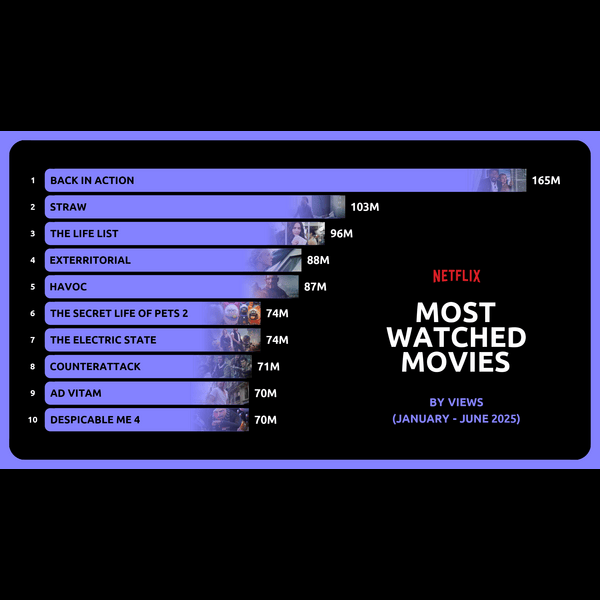 1 BACK IN ACTION 165M
2 STRAW 103M
3 THE LIFE LIST 96M
4 EXTERRITORIAL 88M
5 HAVOC 87M
6 THE SECRET LIFE OF PETS 2 74M
7 THE ELECTRIC STATE 74M
8 COUNTERATTACK 71M
9 AD VITAM 70M
10 DESPICABLE ME 4 70M
NETFLIX
MOST
WATCHED
MOVIES
BY VIEWS
(JANUARY - JUNE 2025)